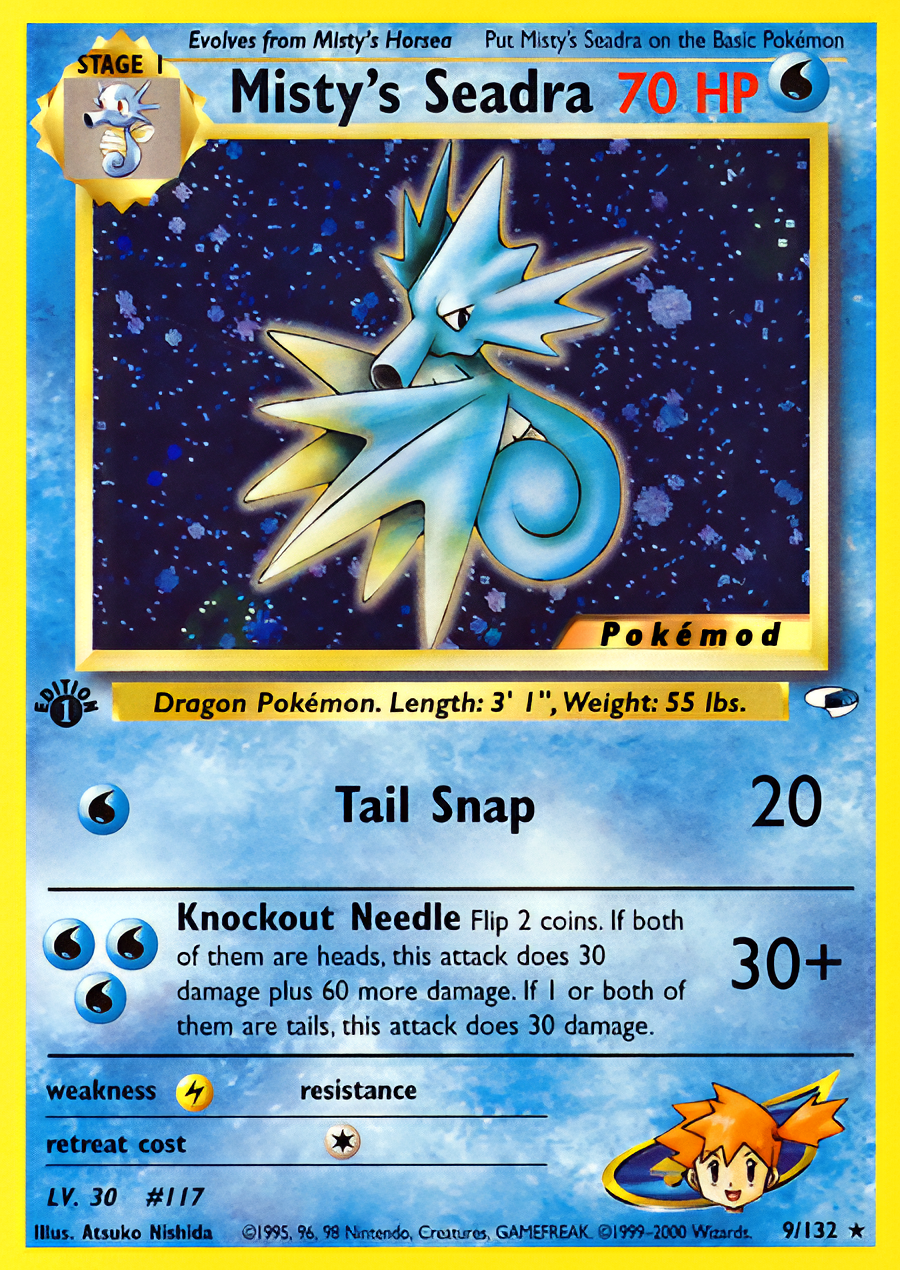 Evolves from Misty's Horsea Put Misty's Seadra on the Basic Pokémon
STAGE 1
Misty's Seadra 70 HP
Pokémod
EDITION
1
Dragon Pokémon. Length: 3' 1", Weight: 55 lbs.
Tail Snap 20
Knockout Needle Flip 2 coins. If both
of them are heads, this attack does 30
damage plus 60 more damage. If 1 or both of
them are tails, this attack does 30 damage.
30+
weakness resistance
retreat cost
LV. 30 #117
Illus. Atsuko Nishida ©1995, 96, 98 Nintendo, Creatures, GAMEFREAK. ©1999-2000 Wizards. 9/132 ★